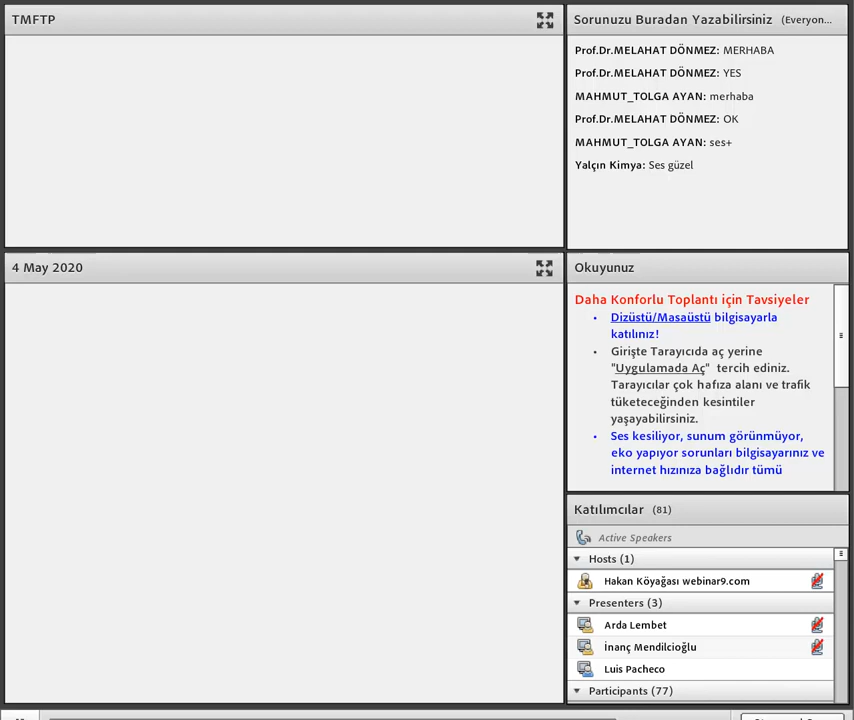 TMFTP
Sorunuzu Buradan Yazabilirsiniz (Everyon...
Prof.Dr.MELAHAT DÖNMEZ: MERHABA
Prof.Dr.MELAHAT DÖNMEZ: YES
MAHMUT_TOLGA AYAN: merhaba
Prof.Dr.MELAHAT DÖNMEZ: OK
MAHMUT_TOLGA AYAN: ses+
Yalçın Kimya: Ses güzel
4 May 2020
Okuyunuz
Daha Konforlu Toplantı için Tavsiyeler
• Dizüstü/Masaüstü bilgisayarla
katılınız!
• Girişte Tarayıcıda aç yerine
"Uygulamada Aç" tercih ediniz.
Tarayıcılar çok hafıza alanı ve trafik
tüketeceğinden kesintiler
yaşayabilirsiniz.
• Ses kesiliyor, sunum görünmüyor,
eko yapıyor sorunları bilgisayarınız ve
internet hızınıza bağlıdır tümü
Katılımcılar (81)
Active Speakers
Hosts (1)
Hakan Köyağası webinar9.com
Presenters (3)
Arda Lembet
İnanç Mendilcioğlu
Luis Pacheco
Participants (77)